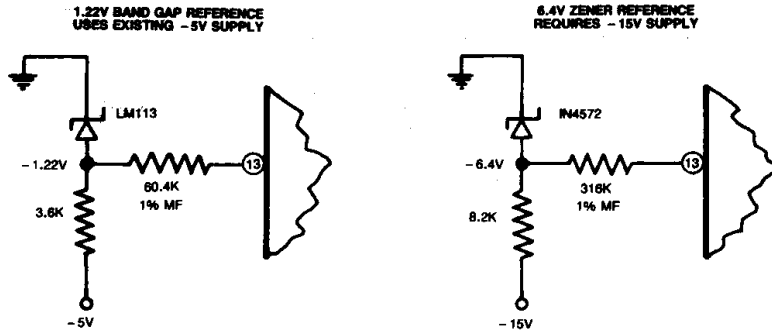 1.22V BAND GAP REFERENCE
USES EXISTING -5V SUPPLY
LM113
-1.22V
13
60.4K
1% MF
3.6K
-5V
6.4V ZENER REFERENCE
REQUIRES -15V SUPPLY
IN4572
-6.4V
13
316K
1% MF
8.2K
-15V